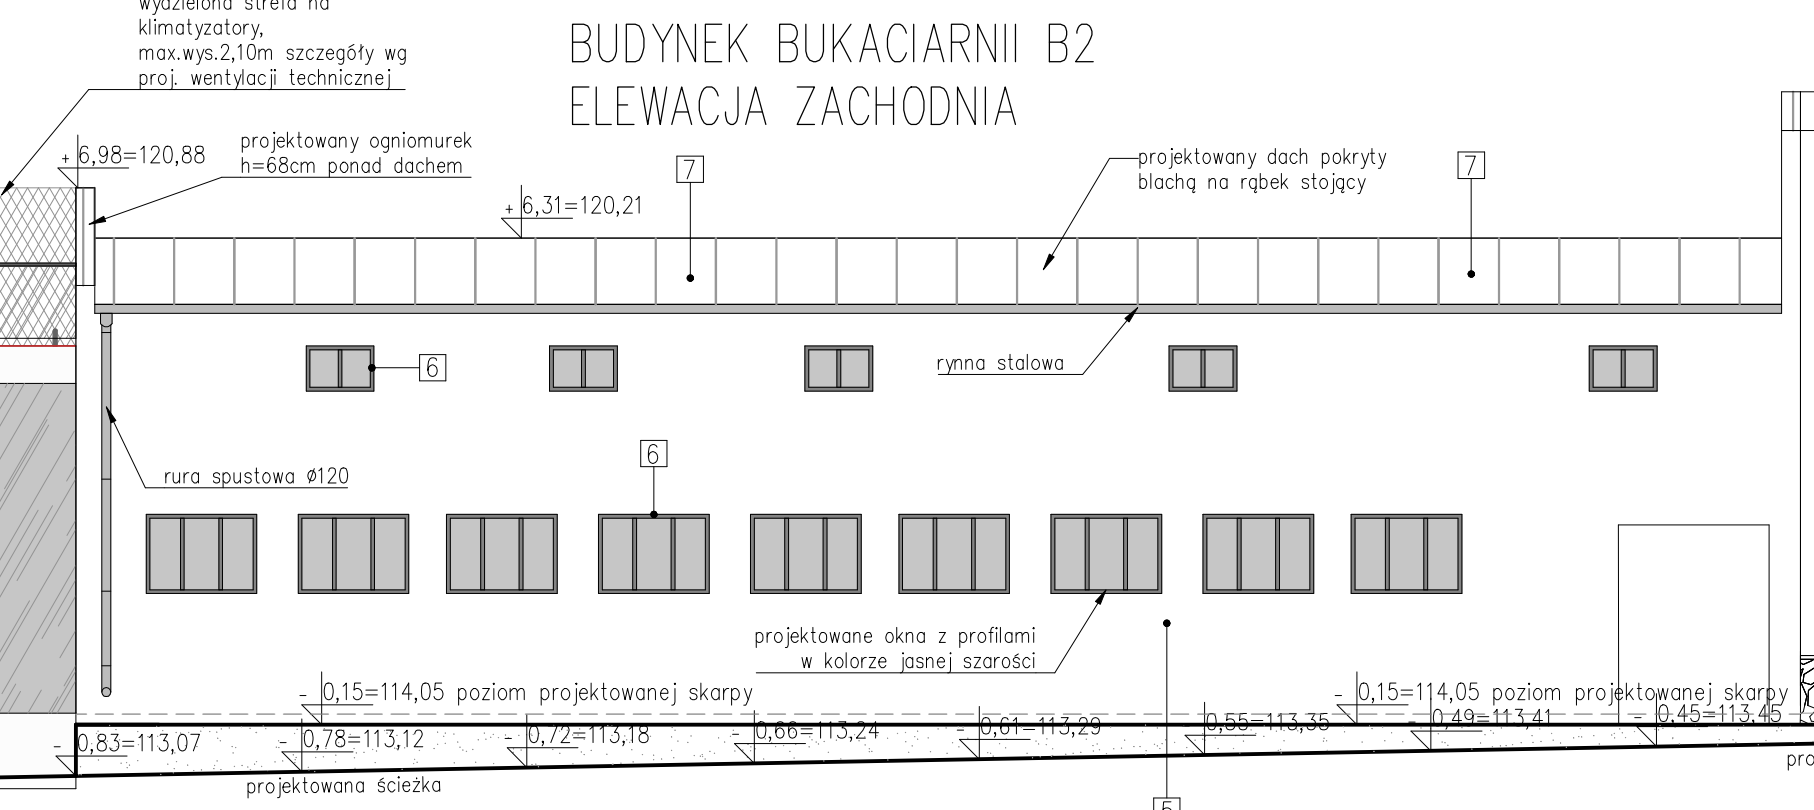 wydzielona strefa na
klimatyzatory,
max.wys.2,10m szczegóły wg
proj. wentylacji technicznej
BUDYNEK BUKACIARNII B2
ELEWACJA ZACHODNIA
+ 6,98=120,88
projektowany ogniomurek
h=68cm ponad dachem
7
projektowany dach pokryty
blachą na rąbek stojący
7
+ 6,31=120,21
6
rynna stalowa
6
rura spustowa ø120
projektowane okna z profilami
w kolorze jasnej szarości
- 0,15=114,05 poziom projektowanej skarpy
- 0,15=114,05 poziom projektowanej skarpy
- 0,83=113,07
- 0,78=113,12
- 0,72=113,18
- 0,66=113,24
- 0,61=113,29
- 0,55=113,35
- 0,49=113,41
- 0,45=113,45
projektowana ścieżka
5